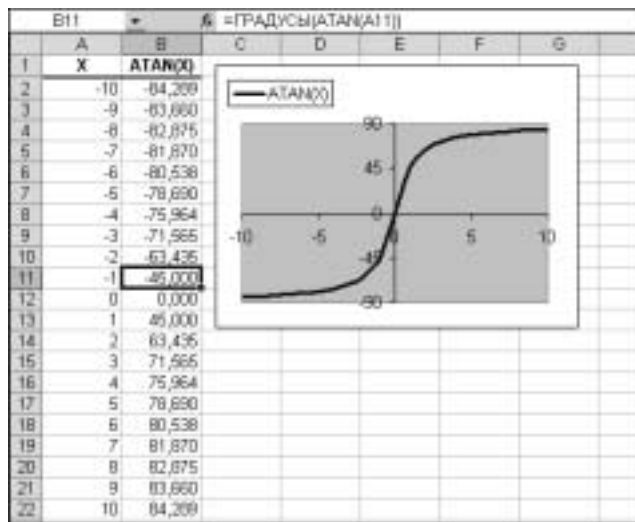 B11 =ГРАДУСЫ(ATAN(A11))
A B C D E F G
1 X ATAN(X)
2 -10 -84,289
3 -9 -83,660
4 -8 -82,875
5 -7 -81,870
6 -6 -80,538
7 -5 -78,690
8 -4 -75,964
9 -3 -71,565
10 -2 -63,435
11 -1 -45,000
12 0 0,000
13 1 45,000
14 2 63,435
15 3 71,565
16 4 75,964
17 5 78,690
18 6 80,538
19 7 81,870
20 8 82,875
21 9 83,660
22 10 84,289
ATAN(X)
90
45
0
-10 -5 0 5 10
-45
-90